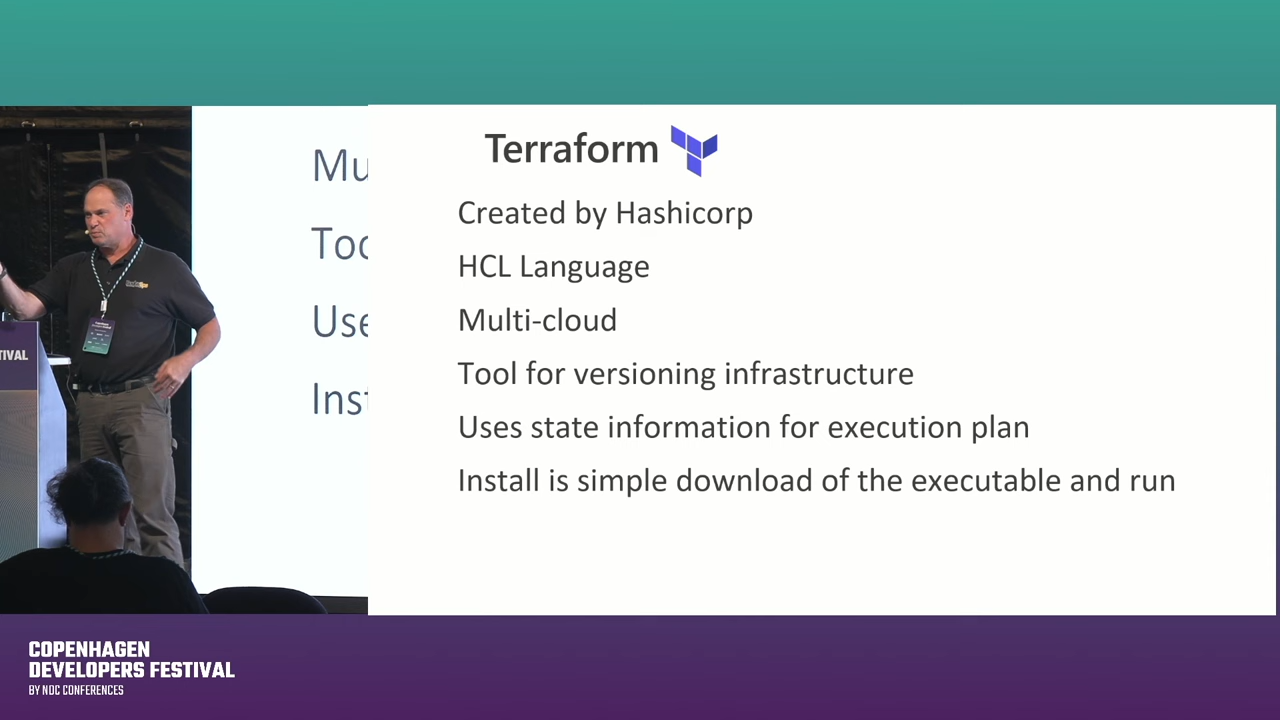 Terraform
Created by Hashicorp
HCL Language
Multi-cloud
Tool for versioning infrastructure
Uses state information for execution plan
Install is simple download of the executable and run
Mu
Too
Use
Inst
TIVAL
COPENHAGEN
DEVELOPERS FESTIVAL
BY NDC CONFERENCES